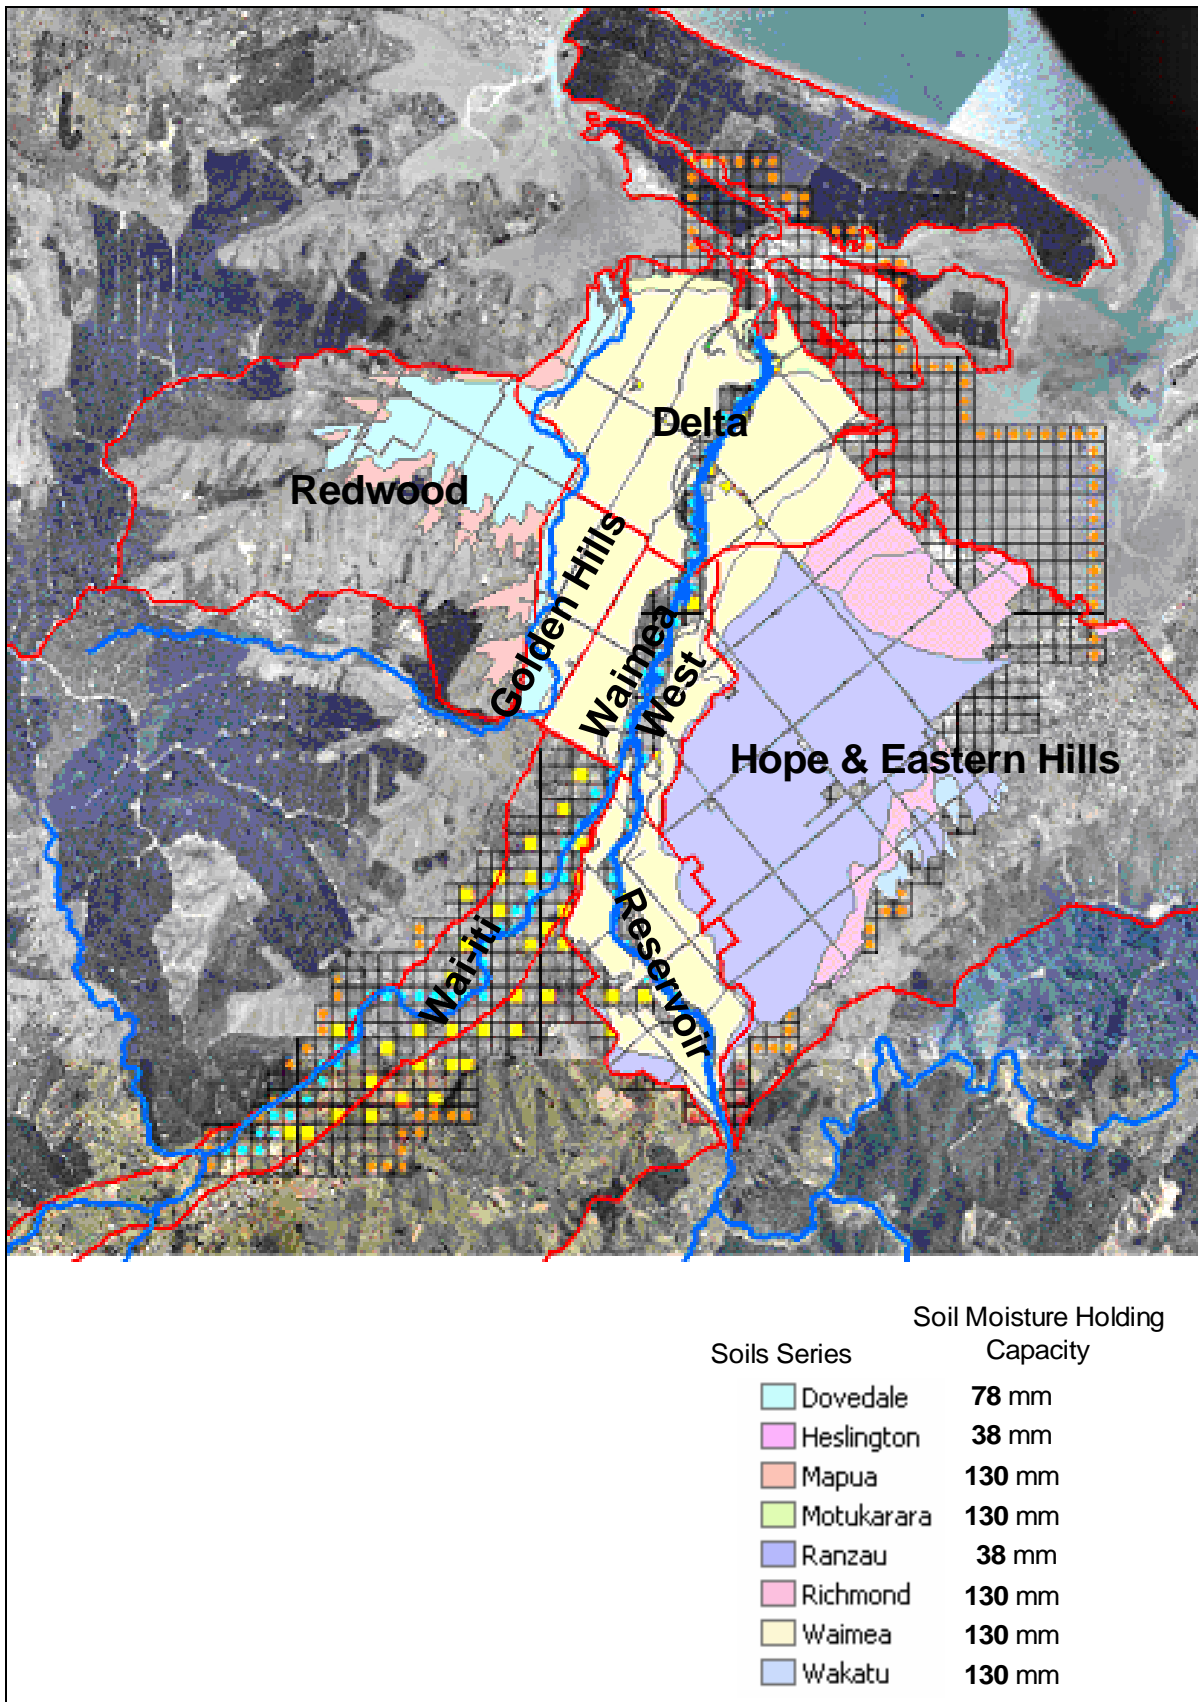 Delta
Redwood
Golden Hills
Waimea
West
Hope & Eastern Hills
Wai-iti
Reservoir
Soil Moisture Holding
Capacity
Soils Series
Dovedale 78 mm
Heslington 38 mm
Mapua 130 mm
Motukarara 130 mm
Ranzau 38 mm
Richmond 130 mm
Waimea 130 mm
Wakatu 130 mm